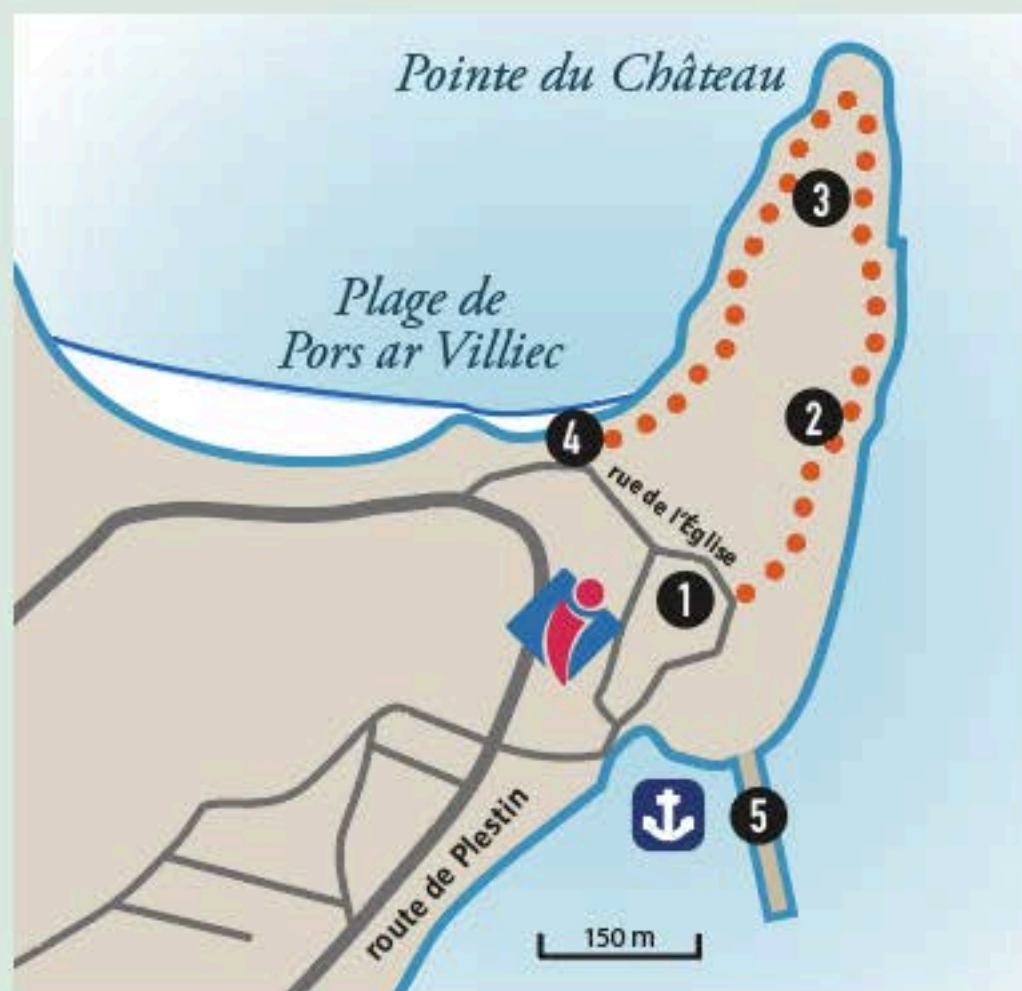 Pointe du Château
Plage de
Pors ar Villiec
3
2
4
rue de l'Église
1
5
route de Plestin
150 m